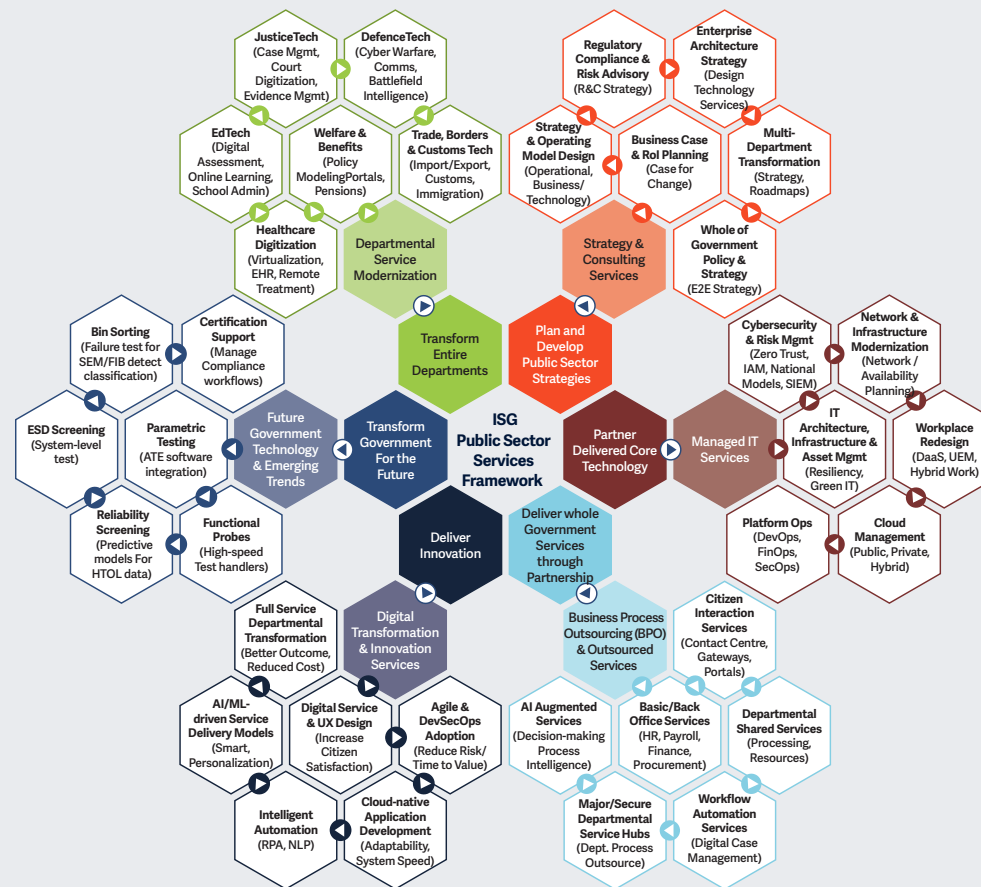 JusticeTech
(Case Mgmt,
Court
Digitization,
Evidence Mgmt)
DefenceTech
(Cyber Warfare,
Comms,
Battlefield
Intelligence)
EdTech
(Digital
Assessment,
Online Learning,
School Admin)
Welfare &
Benefits
(Policy
ModelingPortals,
Pensions)
Trade, Borders
& Customs Tech
(Import/Export,
Customs,
Immigration)
Healthcare
Digitization
(Virtualization,
EHR, Remote
Treatment)
Departmental
Service
Modernization
Transform
Entire
Departments
Regulatory
Compliance &
Risk Advisory
(R&C Strategy)
Enterprise
Architecture
Strategy
(Design
Technology
Services)
Strategy
& Operating
Model Design
(Operational,
Business/
Technology)
Business Case
& RoI Planning
(Case for
Change)
Multi-
Department
Transformation
(Strategy,
Roadmaps)
Strategy &
Consulting
Services
Whole of
Government
Policy &
Strategy
(E2E Strategy)
Plan and
Develop
Public Sector
Strategies
Bin Sorting
(Failure test for
SEM/FIB detect
classification)
Certification
Support
(Manage
Compliance
workflows)
ESD Screening
(System-level
test)
Parametric
Testing
(ATE software
integration)
Future
Government
Technology
& Emerging
Trends
Transform
Government
For the
Future
Reliability
Screening
(Predictive
models For
HTOL data)
Functional
Probes
(High-speed
Test handlers)
ISG
Public Sector
Services
Framework
Partner
Delivered Core
Technology
Managed IT
Services
Cybersecurity
& Risk Mgmt
(Zero Trust,
IAM, National
Models, SIEM)
Network &
Infrastructure
Modernization
(Network /
Availability
Planning)
IT
Architecture,
Infrastructure &
Asset Mgmt
(Resiliency,
Green IT)
Workplace
Redesign
(DaaS, UEM,
Hybrid Work)
Platform Ops
(DevOps,
FinOps,
SecOps)
Cloud
Management
(Public, Private,
Hybrid)
Deliver
Innovation
Deliver whole
Government
Services
through
Partnership
Full Service
Departmental
Transformation
(Better Outcome,
Reduced Cost)
Digital
Transformation
& Innovation
Services
AI/ML-
driven Service
Delivery Models
(Smart,
Personalization)
Digital Service
& UX Design
(Increase
Citizen
Satisfaction)
Agile &
DevSecOps
Adoption
(Reduce Risk/
Time to Value)
Intelligent
Automation
(RPA, NLP)
Cloud-native
Application
Development
(Adaptability,
System Speed)
Business Process
Outsourcing (BPO)
& Outsourced
Services
Citizen
Interaction
Services
(Contact Centre,
Gateways,
Portals)
AI Augmented
Services
(Decision-making
Process
Intelligence)
Basic/Back
Office Services
(HR, Payroll,
Finance,
Procurement)
Departmental
Shared Services
(Processing,
Resources)
Major/Secure
Departmental
Service Hubs
(Dept. Process
Outsource)
Workflow
Automation
Services
(Digital Case
Management)